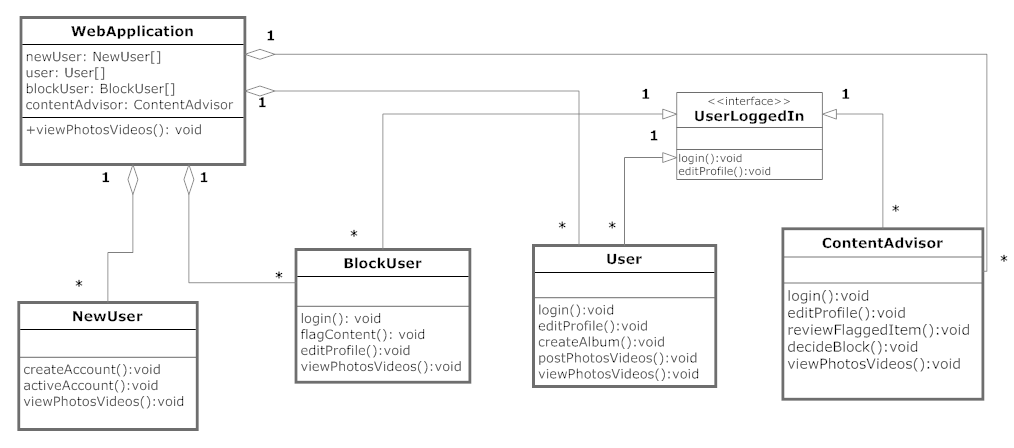 WebApplication
newUser: NewUser[]
user: User[]
blockUser: BlockUser[]
contentAdvisor: ContentAdvisor
+viewPhotosVideos(): void
1
1
1
1
<<interface>>
UserLoggedIn
login():void
editProfile():void
1
1
1
*
*
*
*
*
*
*
NewUser
createAccount():void
activeAccount():void
viewPhotosVideos():void
BlockUser
login(): void
flagContent(): void
editProfile():void
viewPhotosVideos():void
User
login():void
editProfile():void
createAlbum():void
postPhotosVideos():void
viewPhotosVideos():void
ContentAdvisor
login():void
editProfile():void
reviewFlaggedItem():void
decideBlock():void
viewPhotosVideos():void